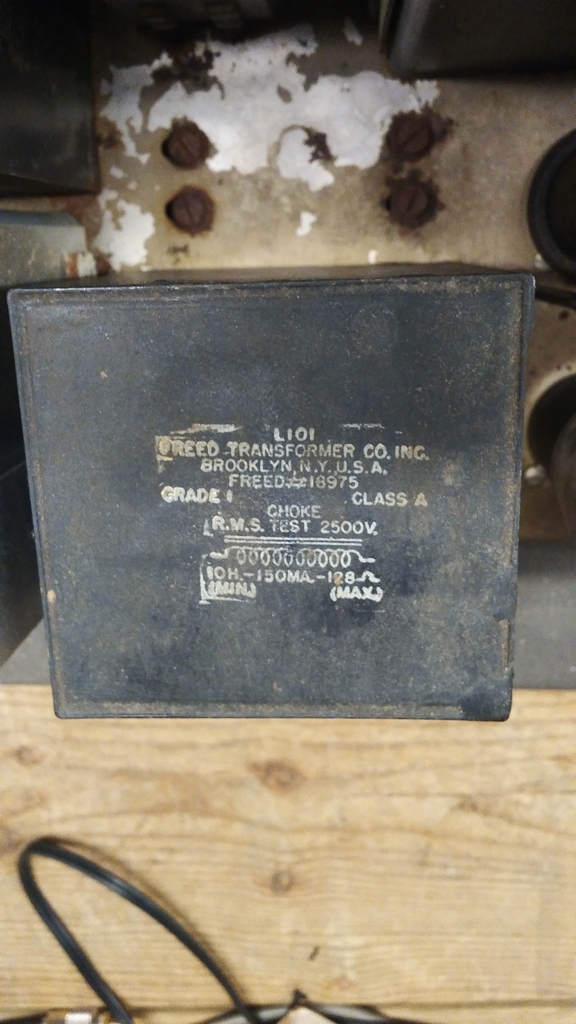 L101
FREED TRANSFORMER CO. INC.
BROOKLYN, N.Y. U.S.A.
FREED #18975
GRADE 1 CLASS A
CHOKE
R.M.S. TEST 2500V.
10H.-150MA.-128Ω
(MIN.) (MAX.)